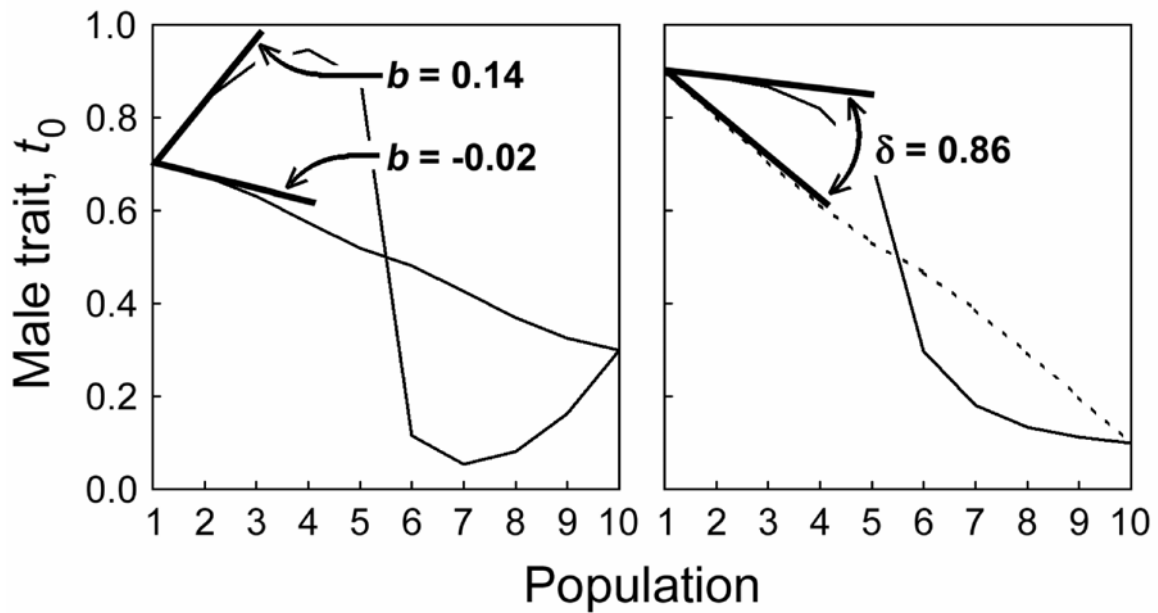 Male trait, t0
1.0
0.8
0.6
0.4
0.2
0.0
b = 0.14
b = -0.02
1 2 3 4 5 6 7 8 9 10
δ = 0.86
1 2 3 4 5 6 7 8 9 10
Population